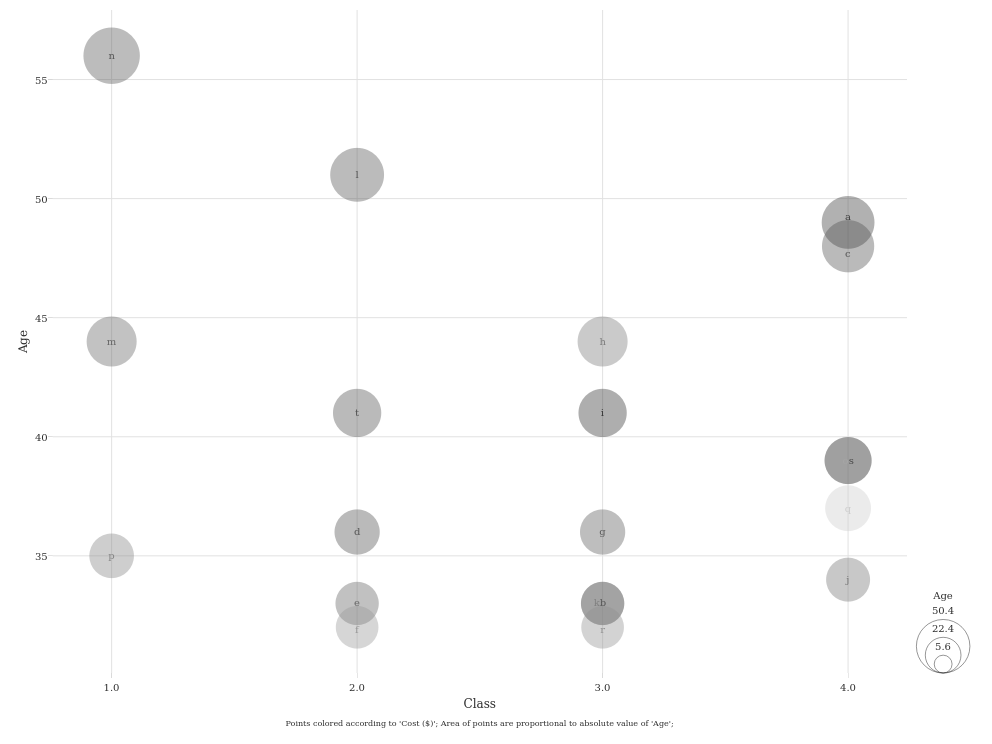 n
55
l
50
a
c
45
Age
m
h
t
i
40
s
q
d
g
35
p
j
e
kb
f
r
Age
50.4
22.4
5.6
1.0
2.0
3.0
4.0
Class
Points colored according to 'Cost ($)'; Area of points are proportional to absolute value of 'Age';